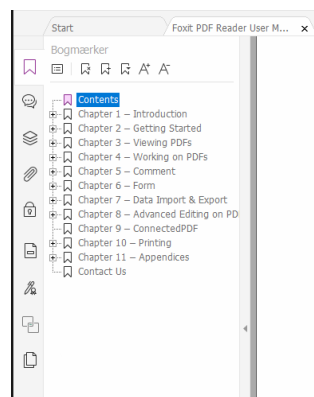 Start
Foxit PDF Reader User M...
Bogmærker
Contents
Chapter 1 – Introduction
Chapter 2 – Getting Started
Chapter 3 – Viewing PDFs
Chapter 4 – Working on PDFs
Chapter 5 – Comment
Chapter 6 – Form
Chapter 7 – Data Import & Export
Chapter 8 – Advanced Editing on PD
Chapter 9 – ConnectedPDF
Chapter 10 – Printing
Chapter 11 – Appendices
Contact Us